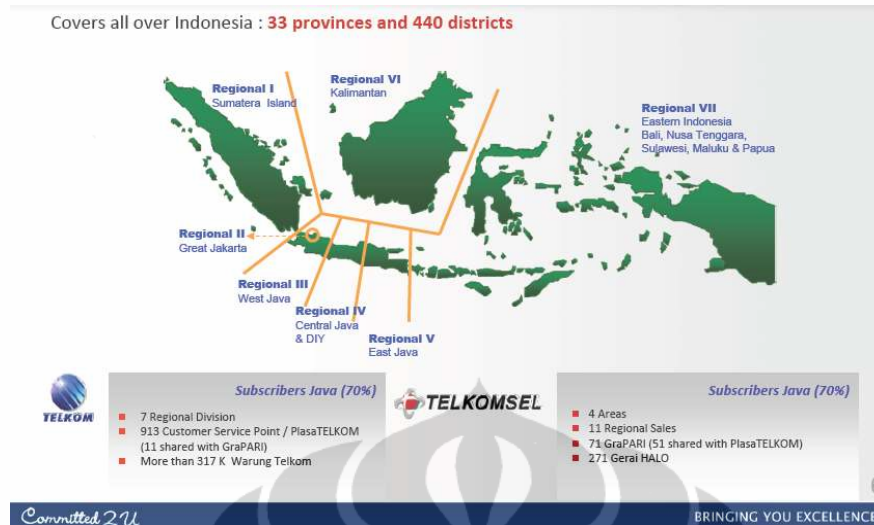 Covers all over Indonesia : 33 provinces and 440 districts
Regional I
Sumatera Island
Regional VI
Kalimantan
Regional VII
Eastern Indonesia
Bali, Nusa Tenggara,
Sulawesi, Maluku & Papua
Regional II
Great Jakarta
Regional III
West Java
Regional IV
Central Java
& DIY
Regional V
East Java
TELKOM
Subscribers Java (70%)
7 Regional Division
913 Customer Service Point / PlasaTELKOM
(11 shared with GraPARI)
More than 317 K Warung Telkom
TELKOMSEL
Subscribers Java (70%)
4 Areas
11 Regional Sales
71 GraPARI (51 shared with PlasaTELKOM)
271 Gerai HALO
Committed 2U
BRINGING YOU EXCELLENCE